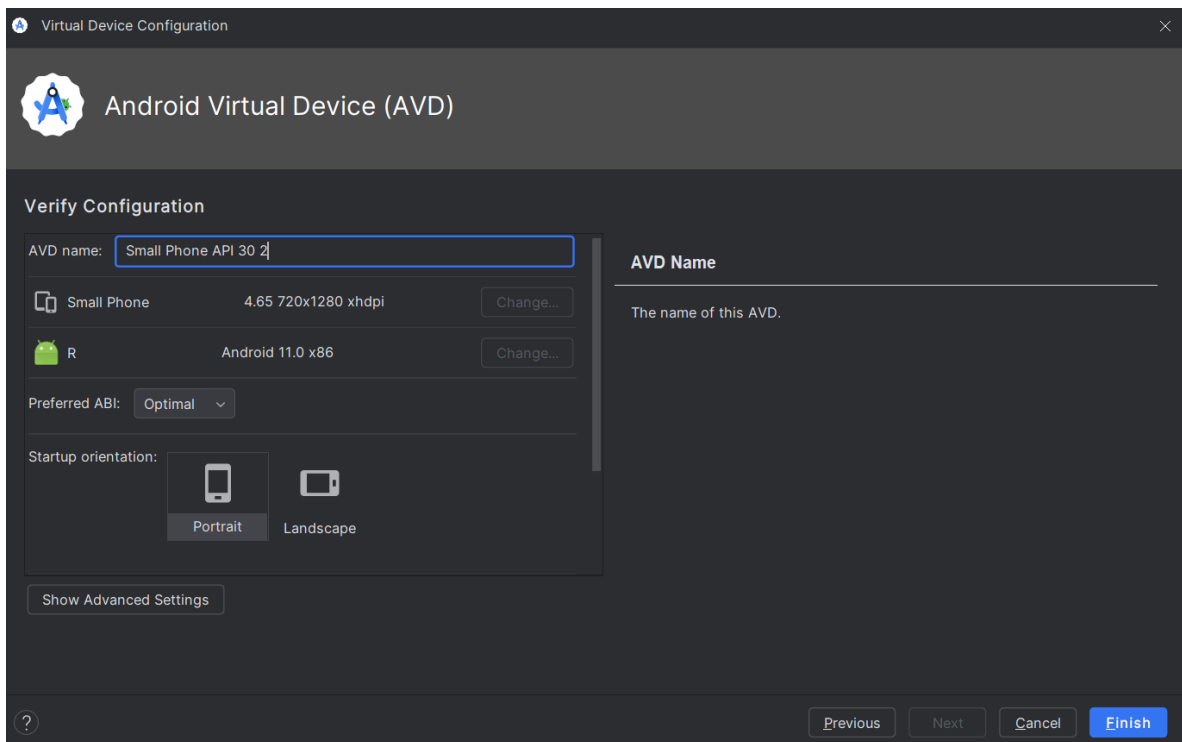 Virtual Device Configuration
Android Virtual Device (AVD)
Verify Configuration
AVD name: Small Phone API 30 2
Small Phone 4.65 720x1280 xhdpi Change...
R Android 11.0 x86 Change...
Preferred ABI: Optimal
Startup orientation:
Portrait
Landscape
Show Advanced Settings
AVD Name
The name of this AVD.
?
Previous Next Cancel Finish